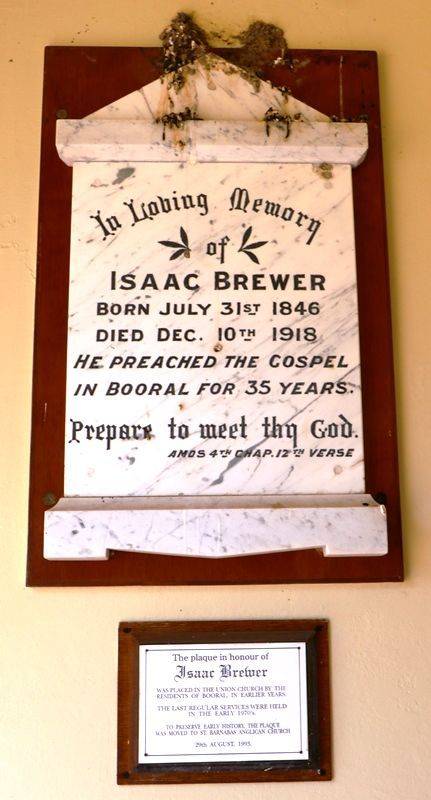 In Loving Memory
of
ISAAC BREWER
BORN JULY 31ST 1846
DIED DEC. 10TH 1918
HE PREACHED THE GOSPEL
IN BOORAL FOR 35 YEARS.
Prepare to meet thy God.
AMOS 4TH CHAP. 12TH VERSE
The plaque in honour of
Isaac Brewer
WAS PLACED IN THE UNION CHURCH BY THE
RESIDENTS OF BOORAL, IN EARLIER YEARS.
THE LAST REGULAR SERVICES WERE HELD
IN THE EARLY 1970's.
TO PRESERVE EARLY HISTORY, THE PLAQUE
WAS MOVED TO ST. BARNABAS ANGLICAN CHURCH
29th AUGUST, 1993.